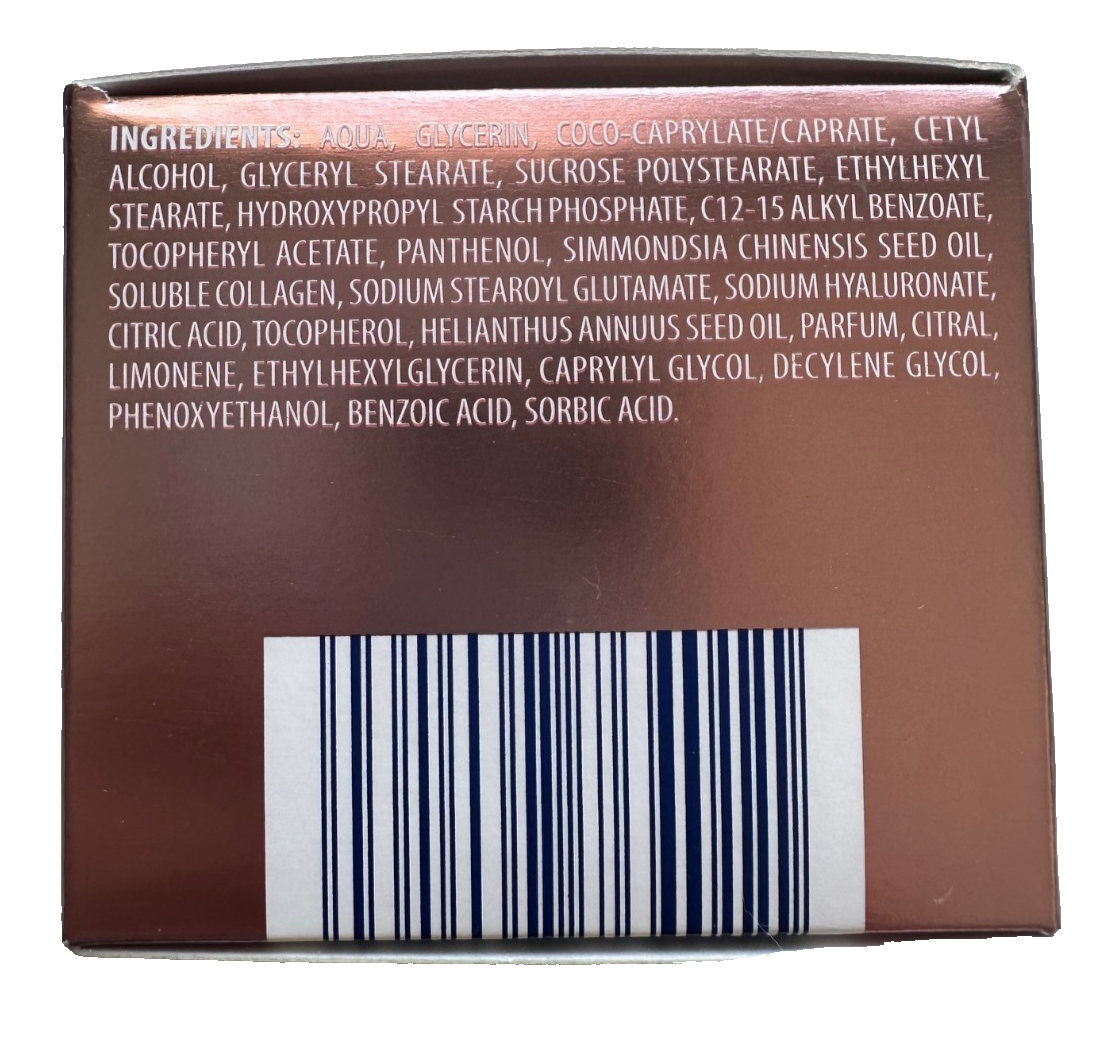 INGREDIENTS: AQUA, GLYCERIN, COCO-CAPRYLATE/CAPRATE, CETYL
ALCOHOL, GLYCERYL STEARATE, SUCROSE POLYSTEARATE, ETHYLHEXYL
STEARATE, HYDROXYPROPYL STARCH PHOSPHATE, C12-15 ALKYL BENZOATE,
TOCOPHERYL ACETATE, PANTHENOL, SIMMONDSIA CHINENSIS SEED OIL,
SOLUBLE COLLAGEN, SODIUM STEAROYL GLUTAMATE, SODIUM HYALURONATE,
CITRIC ACID, TOCOPHEROL, HELIANTHUS ANNUUS SEED OIL, PARFUM, CITRAL,
LIMONENE, ETHYLHEXYLGLYCERIN, CAPRYLYL GLYCOL, DECYLENE GLYCOL,
PHENOXYETHANOL, BENZOIC ACID, SORBIC ACID.